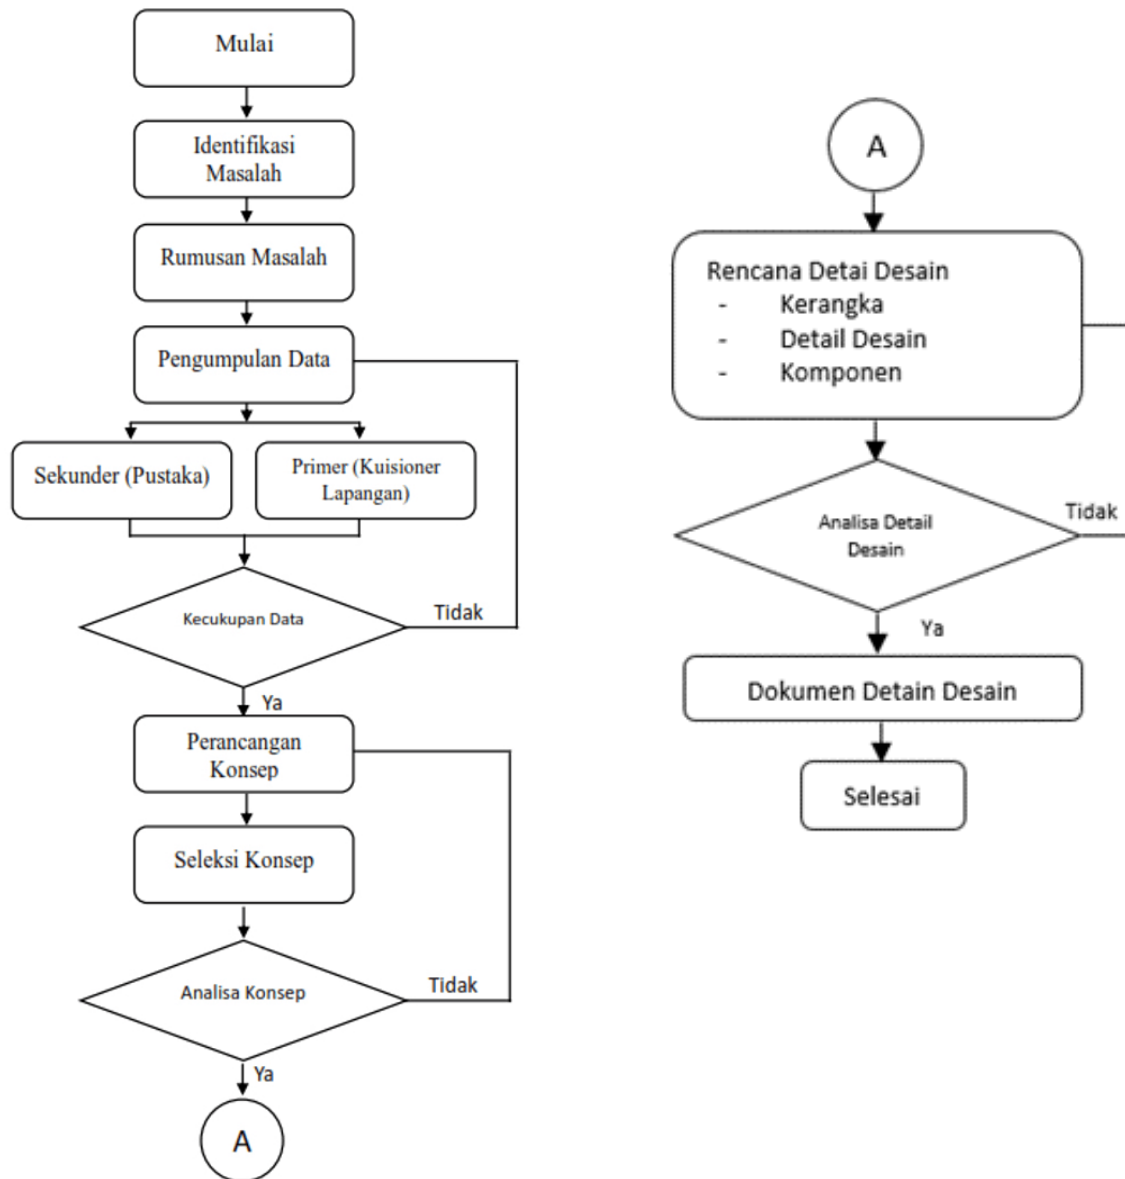 Mulai
Identifikasi
Masalah
Rumusan Masalah
Pengumpulan Data
Sekunder (Pustaka)
Primer (Kuisioner
Lapangan)
Kecukupan Data
Tidak
Ya
Perancangan
Konsep
Seleksi Konsep
Analisa Konsep
Tidak
Ya
A
A
Rencana Detai Desain
- Kerangka
- Detail Desain
- Komponen
Analisa Detail
Desain
Tidak
Ya
Dokumen Detain Desain
Selesai